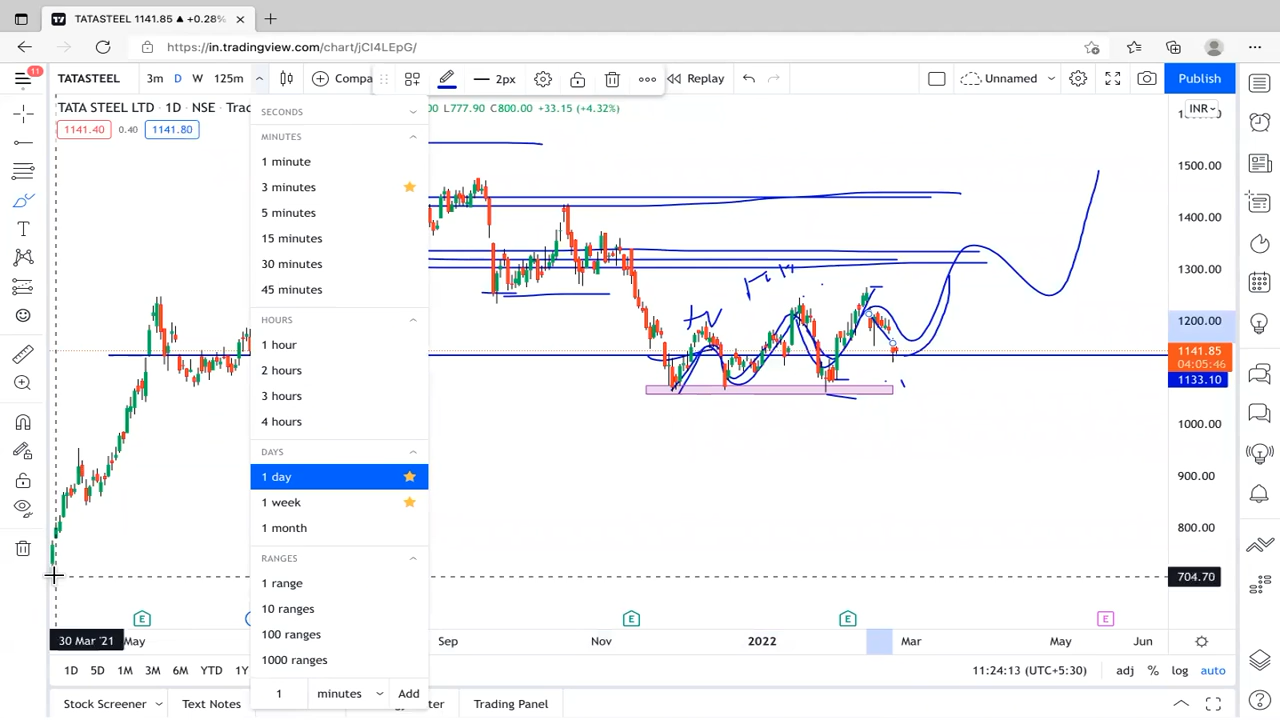 TATASTEEL 1141.85 ▲ +0.28%
https://in.tradingview.com/chart/jCI4LEpG/
11 TATASTEEL 3m D W 125m Compa 2px Replay Unnamed Publish
TATA STEEL LTD · 1D · NSE · Trad
00 L777.90 C800.00 +33.15 (+4.32%)
INR
1141.40 0.40 1141.80
SECONDS
MINUTES
1 minute
3 minutes
5 minutes
15 minutes
30 minutes
45 minutes
HOURS
1 hour
2 hours
3 hours
4 hours
DAYS
1 day
1 week
1 month
RANGES
1 range
10 ranges
100 ranges
1000 ranges
1 minutes Add
1500.00
1400.00
1300.00
1200.00
1141.85
04:05:46
1133.10
1000.00
900.00
800.00
704.70
E E E E
30 Mar '21 May Sep Nov 2022 Mar May Jun
1D 5D 1M 3M 6M YTD 1Y
11:24:13 (UTC+5:30) adj % log auto
Stock Screener Text Notes Trading Panel